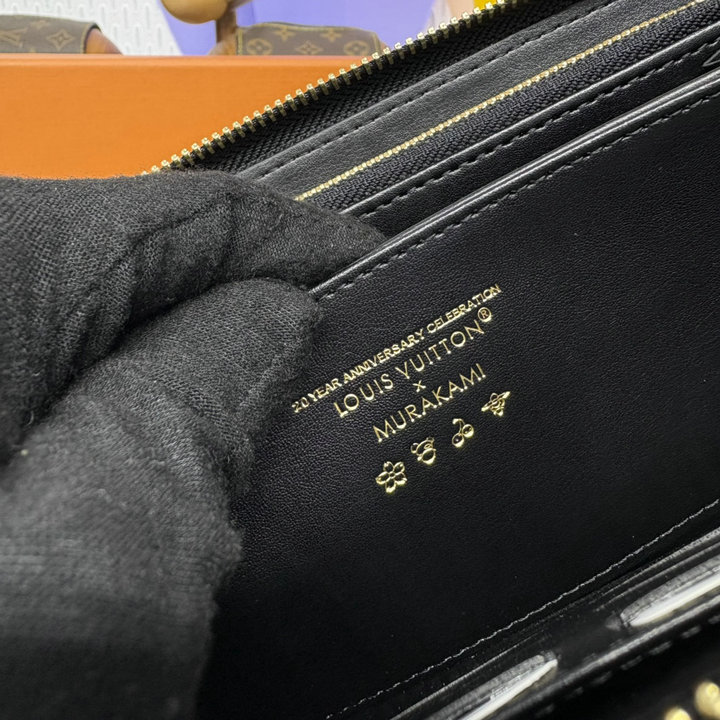 20 YEAR ANNIVERSARY CELEBRATION
LOUIS VUITTON®
×
MURAKAMI